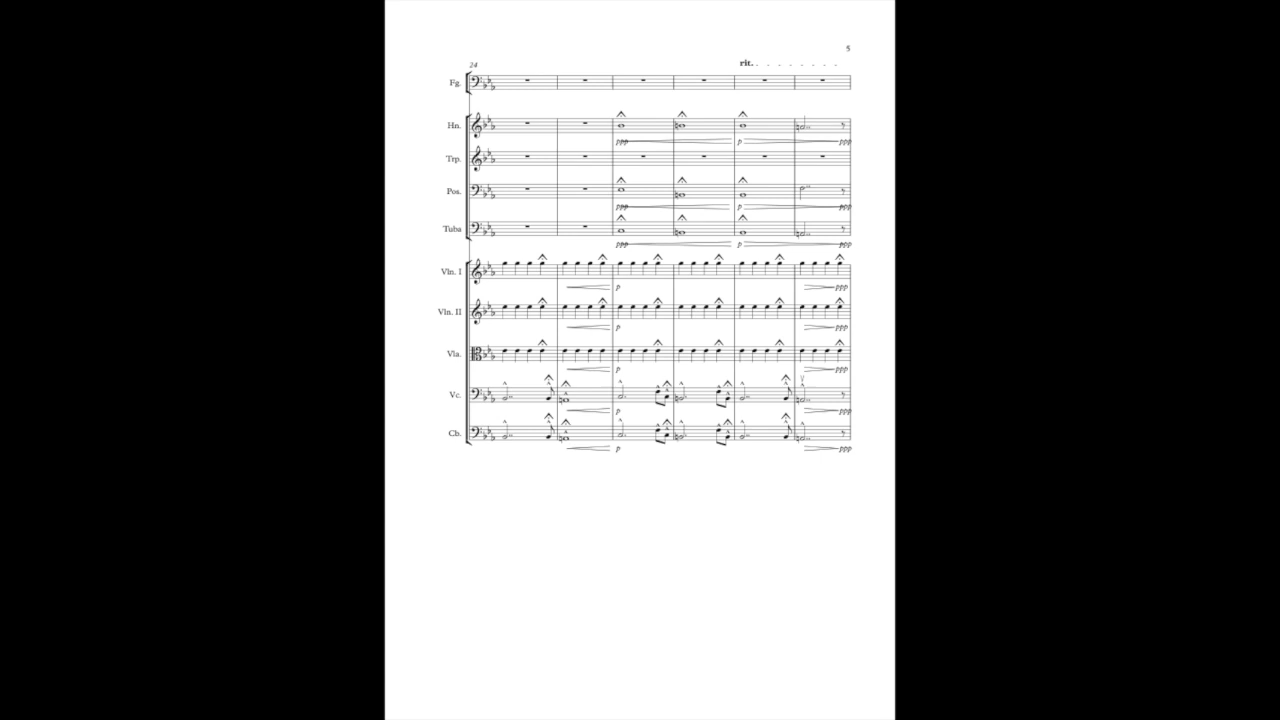 5
24
rit.
Fg.
Hn.
ppp p ppp
Trp.
Pos.
ppp p ppp
Tuba
ppp p ppp
Vln. I
p ppp
Vln. II
p ppp
Vla.
p ppp
Vc.
p ppp
Cb.
p ppp